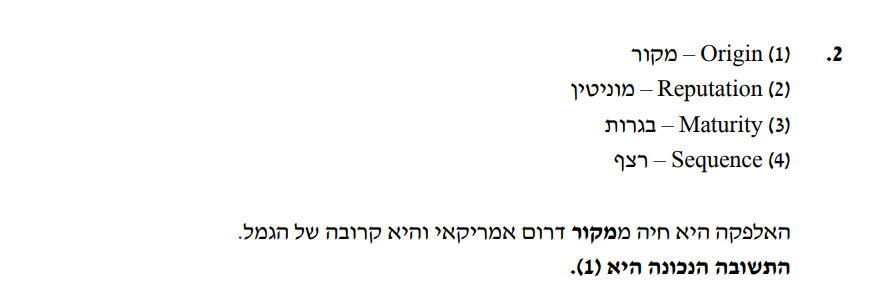 2. (1) Origin – מקור
(2) Reputation – מוניטין
(3) Maturity – בגרות
(4) Sequence – רצף
האלפקה היא חיה ממקור דרום אמריקאי והיא קרובה של הגמל.
התשובה הנכונה היא (1).